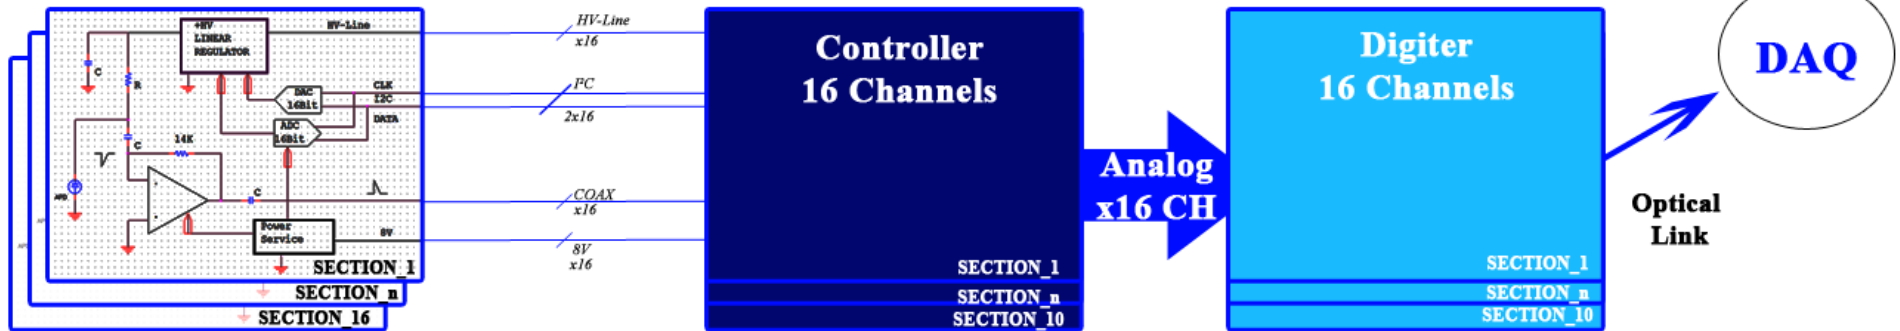 +HV
LINEAR
REGULATOR
HV-Line
C
R
DAC
16Bit
CLK
I2C
ADC
16Bit
DATA
C
14K
APD
C
Power
Service
8V
SECTION_1
SECTION_n
SECTION_16
HV-Line
x16
I²C
2x16
COAX
x16
8V
x16
Controller
16 Channels
SECTION_1
SECTION_n
SECTION_10
Analog
x16 CH
Digiter
16 Channels
SECTION_1
SECTION_n
SECTION_10
DAQ
Optical
Link